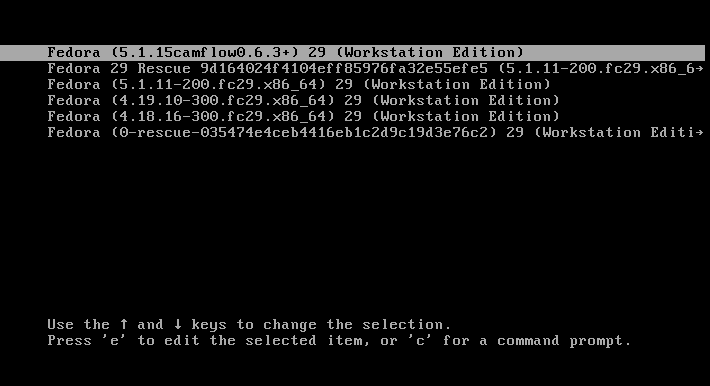 Fedora (5.1.15camflow0.6.3+) 29 (Workstation Edition)
Fedora 29 Rescue 9d164024f4104eff85976fa32e55efe5 (5.1.11-200.fc29.x86_6→
Fedora (5.1.11-200.fc29.x86_64) 29 (Workstation Edition)
Fedora (4.19.10-300.fc29.x86_64) 29 (Workstation Edition)
Fedora (4.18.16-300.fc29.x86_64) 29 (Workstation Edition)
Fedora (0-rescue-035474e4ceb4416eb1c2d9c19d3e76c2) 29 (Workstation Editi→
Use the ↑ and ↓ keys to change the selection.
Press 'e' to edit the selected item, or 'c' for a command prompt.